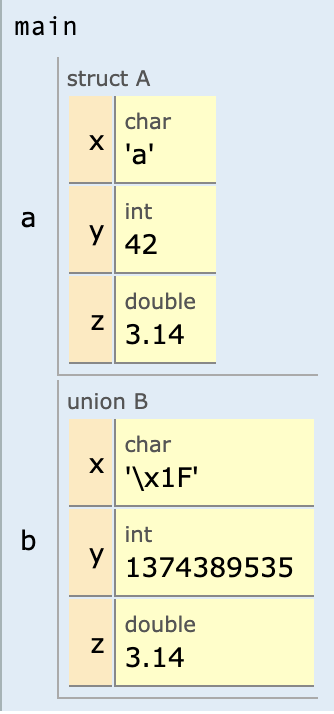 main
a
struct A
x
char
'a'
y
int
42
z
double
3.14
b
union B
x
char
'\x1F'
y
int
1374389535
z
double
3.14